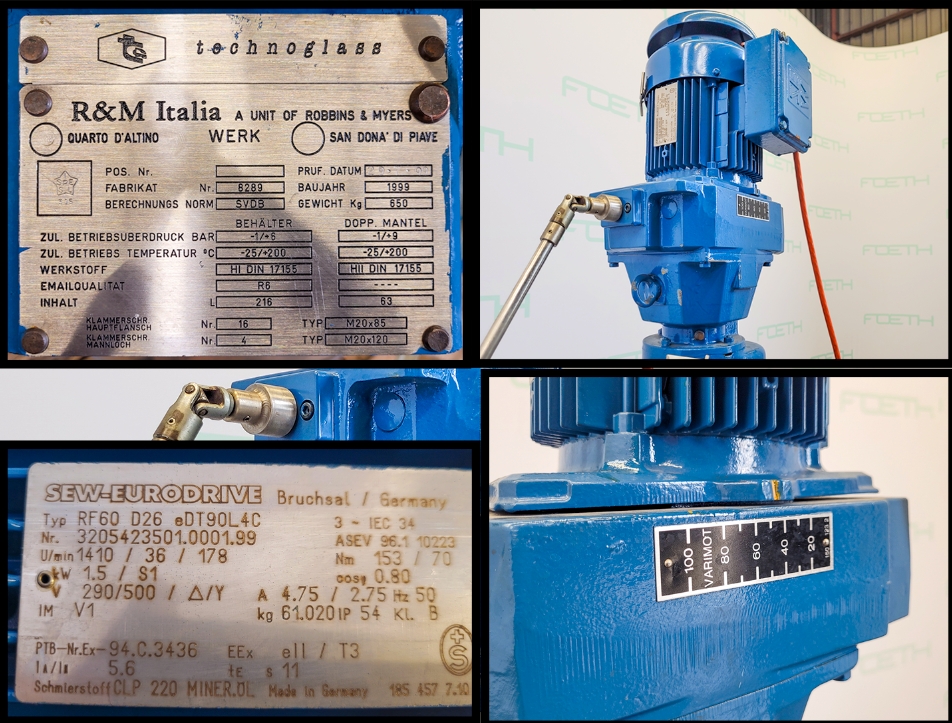 technoglass
R&M Italia A UNIT OF ROBBINS & MYERS
QUARTO D'ALTINO WERK SAN DONA' DI PIAVE
POS. Nr. PRUF. DATUM
FABRIKAT Nr. 6289 BAUJAHR 1999
BERECHNUNGS NORM SVDB GEWICHT Kg 650
BEHÄLTER DOPP. MANTEL
ZUL. BETRIEBSUBERDRUCK BAR -1/+6 -1/+9
ZUL. BETRIEBS TEMPERATUR °C -25/+200 -25/+200
WERKSTOFF HI DIN 17155 HII DIN 17155
EMAILQUALITAT R6 ----
INHALT L 216 63
KLAMMERSCHR. HAUPTFLANSCH Nr. 16 TYP M20x85
KLAMMERSCHR. MANNLOCH Nr. 4 TYP M20x120
FOETH
FOETH
FOETH
FOETH
SEW-EURODRIVE Bruchsal / Germany
Typ RF60 D26 eDT90L4C 3 ~ IEC 34
Nr. 3205423501.0001.99 ASEV 96.1 10223
U/min 1410 / 36 / 178 Nm 153 / 70
kW 1.5 / S1 cosφ 0.80
V 290/500 / △/Y A 4.75 / 2.75 Hz 50
IM V1 kg 61.020 IP 54 Kl. B
PTB-Nr.Ex-94.C.3436 EEx eII / T3
Ia/In 5.6 tE s 11
Schmierstoff CLP 220 MINER.ÖL Made in Germany 185 457 7.10
100 80 60 40 20
VARIMOT